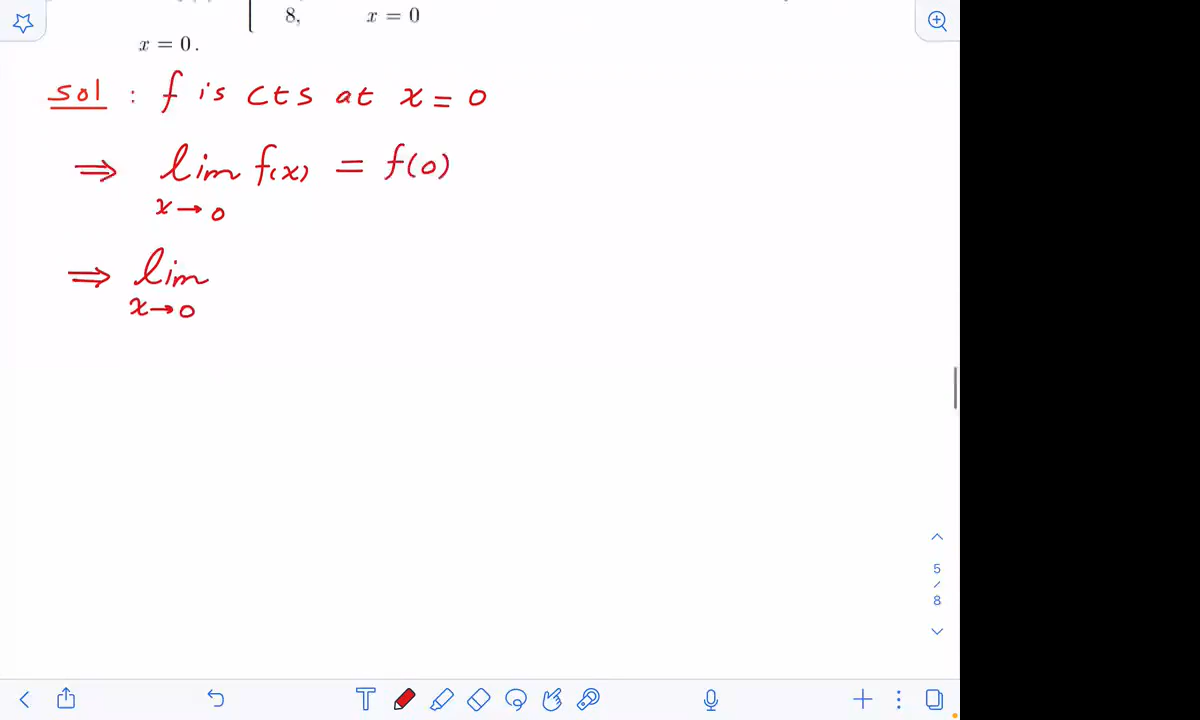 8, x = 0
x = 0.
sol : f is cts at x = 0
⇒ lim f(x) = f(0)
x → 0
⇒ lim
x → 0
5
/
8
T